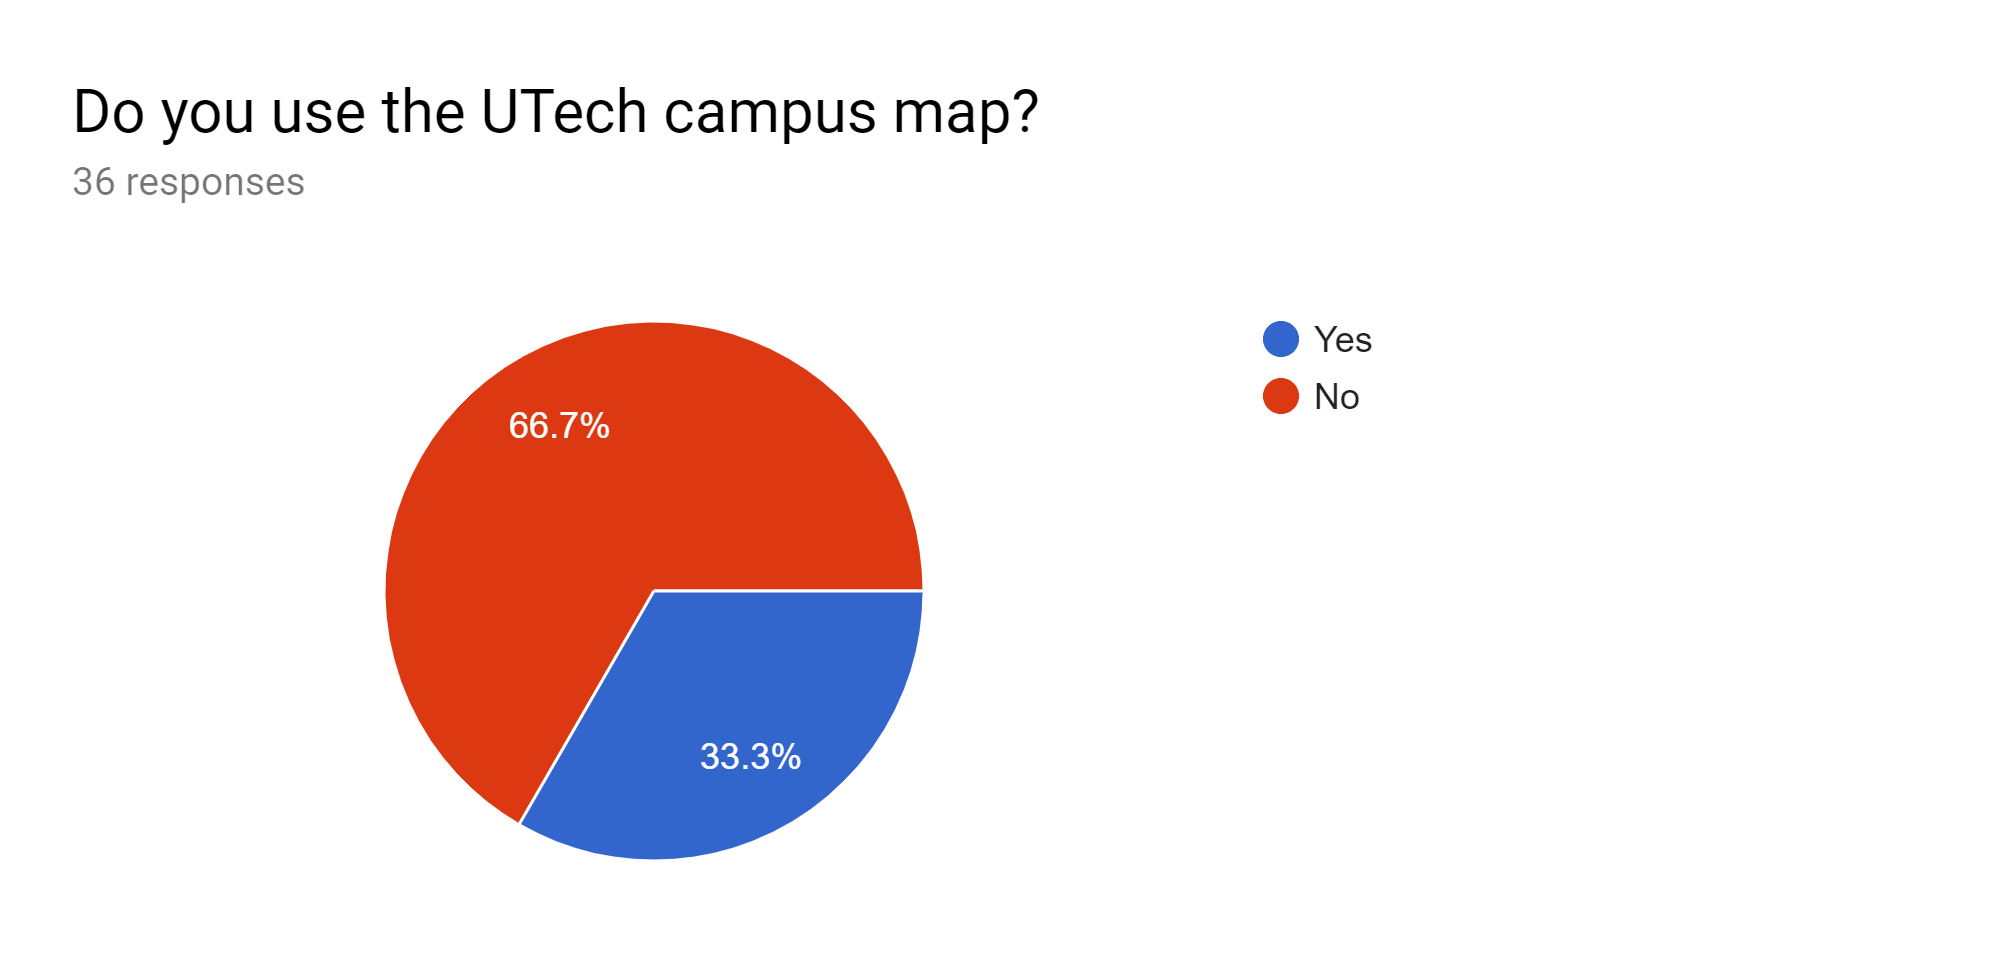 Do you use the UTech campus map?
36 responses
Yes
No
66.7%
33.3%